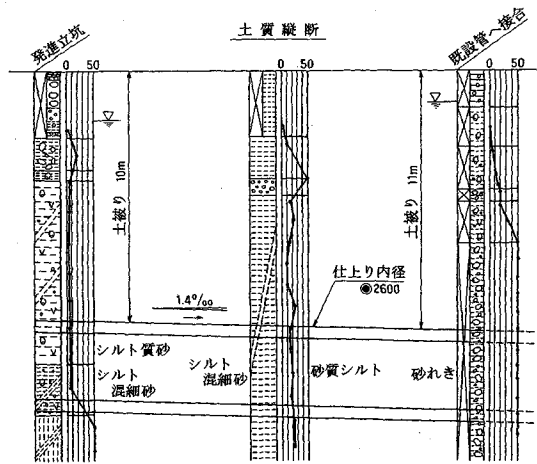 土質縦断
発進立坑
既設管へ接合
0 50
0 50
0 50
土被り 10m
土被り 11m
仕上り内径
◉2600
1.4‰
シルト質砂
シルト
混細砂
シルト
混細砂
砂質シルト
砂れき